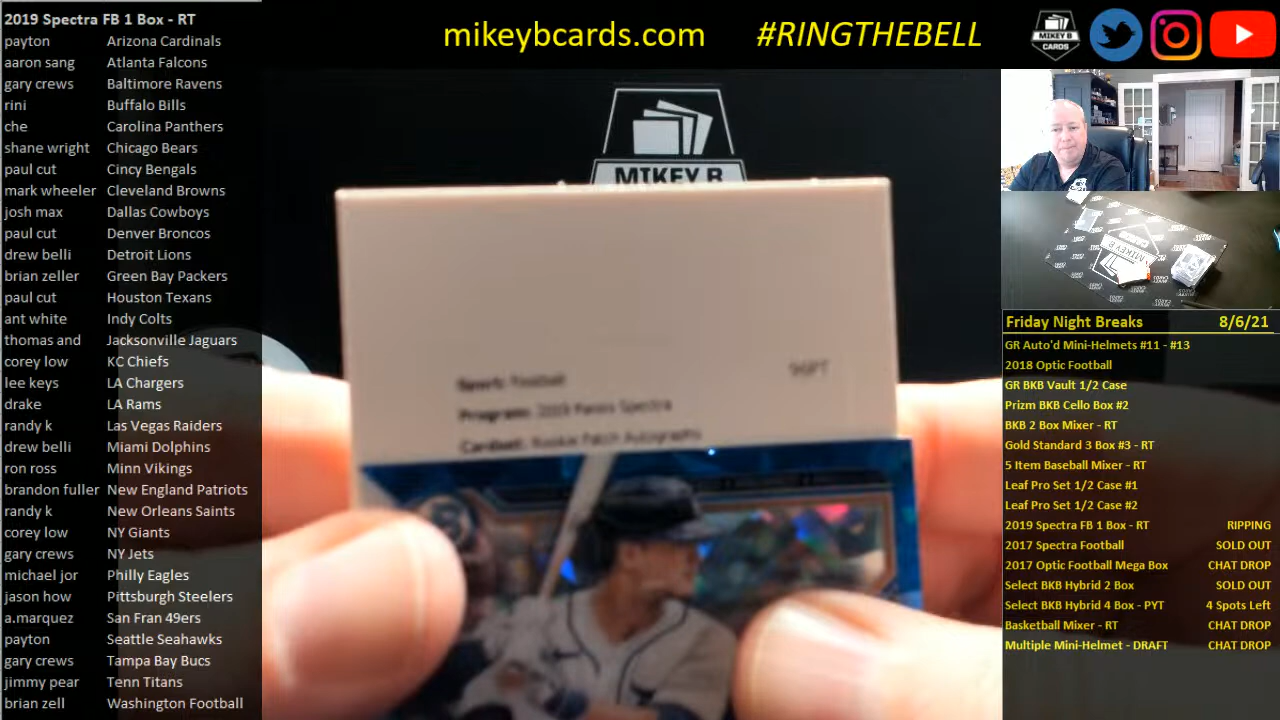 2019 Spectra FB 1 Box - RT
payton Arizona Cardinals
aaron sang Atlanta Falcons
gary crews Baltimore Ravens
rini Buffalo Bills
che Carolina Panthers
shane wright Chicago Bears
paul cut Cincy Bengals
mark wheeler Cleveland Browns
josh max Dallas Cowboys
paul cut Denver Broncos
drew belli Detroit Lions
brian zeller Green Bay Packers
paul cut Houston Texans
ant white Indy Colts
thomas and Jacksonville Jaguars
corey low KC Chiefs
lee keys LA Chargers
drake LA Rams
randy k Las Vegas Raiders
drew belli Miami Dolphins
ron ross Minn Vikings
brandon fuller New England Patriots
randy k New Orleans Saints
corey low NY Giants
gary crews NY Jets
michael jor Philly Eagles
jason how Pittsburgh Steelers
a.marquez San Fran 49ers
payton Seattle Seahawks
gary crews Tampa Bay Bucs
jimmy pear Tenn Titans
brian zell Washington Football
mikeybcards.com #RINGTHEBELL
MIKEY B
CARDS
MIKEY B
Sport: Football
96PT
Program: 2019 Panini Spectra
Cardset: Rookie Patch Autographs
MIKEY B
Friday Night Breaks 8/6/21
GR Auto'd Mini-Helmets #11 - #13
2018 Optic Football
GR BKB Vault 1/2 Case
Prizm BKB Cello Box #2
BKB 2 Box Mixer - RT
Gold Standard 3 Box #3 - RT
5 Item Baseball Mixer - RT
Leaf Pro Set 1/2 Case #1
Leaf Pro Set 1/2 Case #2
2019 Spectra FB 1 Box - RT RIPPING
2017 Spectra Football SOLD OUT
2017 Optic Football Mega Box CHAT DROP
Select BKB Hybrid 2 Box SOLD OUT
Select BKB Hybrid 4 Box - PYT 4 Spots Left
Basketball Mixer - RT CHAT DROP
Multiple Mini-Helmet - DRAFT CHAT DROP